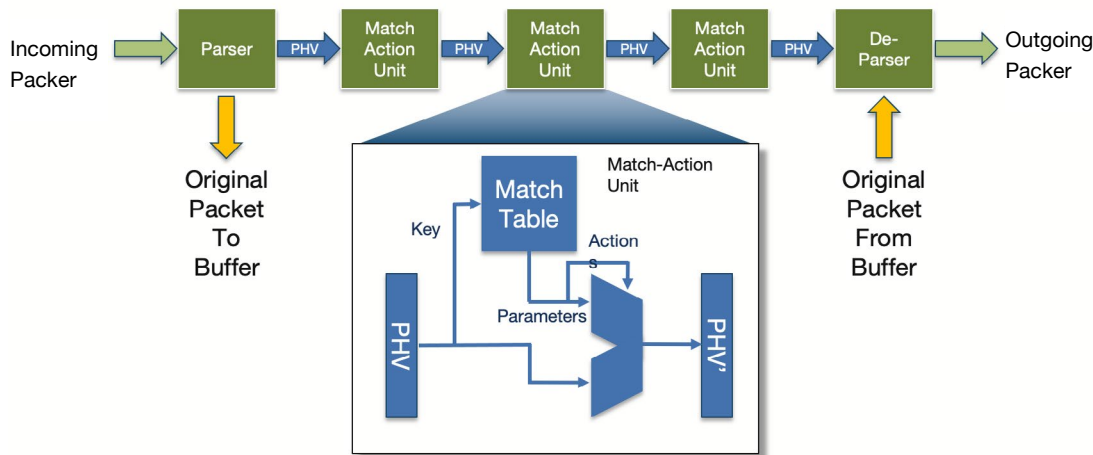 Incoming
Packer
Parser
PHV
Match
Action
Unit
PHV
Match
Action
Unit
PHV
Match
Action
Unit
PHV
De-
Parser
Outgoing
Packer
Original
Packet
To
Buffer
Original
Packet
From
Buffer
Match-Action
Unit
Match
Table
Key
Action
s
Parameters
PHV
PHV'